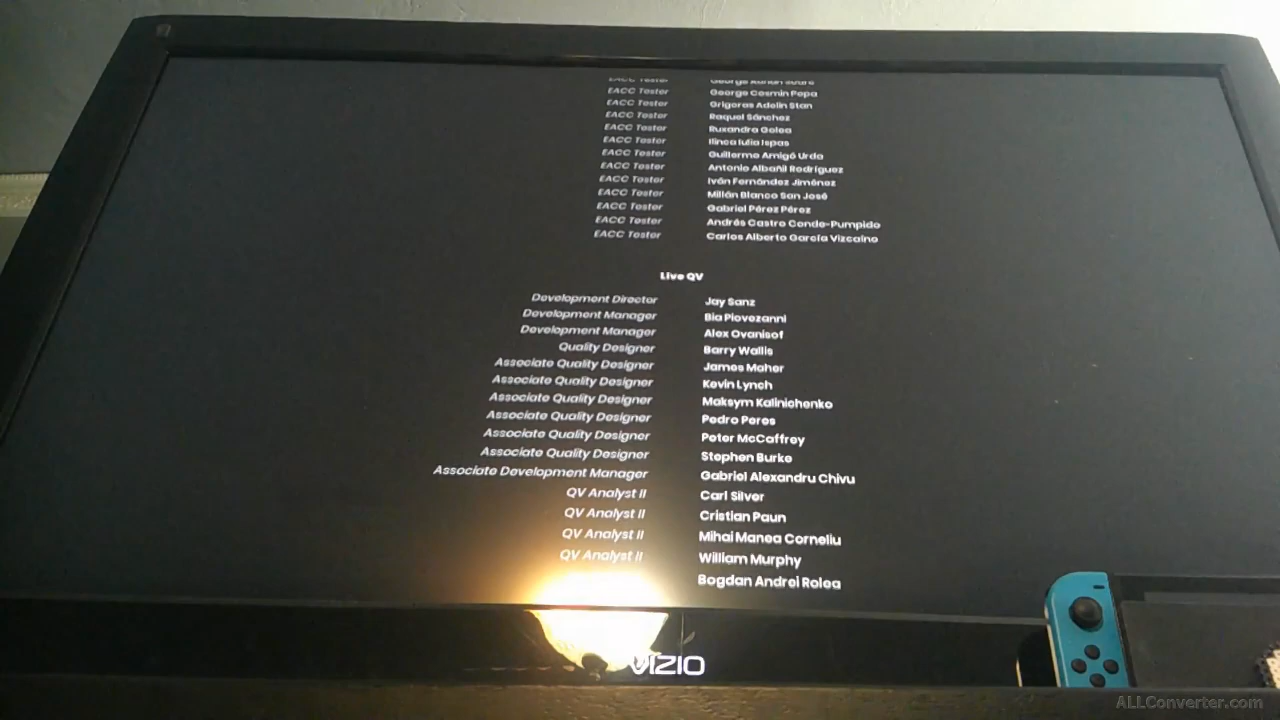 EACC Tester George Adrian Soare
EACC Tester George Cosmin Popa
EACC Tester Grigoras Adelin Stan
EACC Tester Raquel Sánchez
EACC Tester Ruxandra Golea
EACC Tester Ilinca Iulia Ispas
EACC Tester Guillermo Amigó Urda
EACC Tester Antonio Albañil Rodríguez
EACC Tester Iván Fernández Jiménez
EACC Tester Millán Blanco San José
EACC Tester Gabriel Pérez Pérez
EACC Tester Andrés Castro Conde-Pumpido
EACC Tester Carlos Alberto García Vizcaíno
Live QV
Development Director Jay Sanz
Development Manager Bia Piovezanni
Development Manager Alex Ovanisof
Quality Designer Barry Wallis
Associate Quality Designer James Maher
Associate Quality Designer Kevin Lynch
Associate Quality Designer Maksym Kalinichenko
Associate Quality Designer Pedro Peres
Associate Quality Designer Peter McCaffrey
Associate Quality Designer Stephen Burke
Associate Development Manager Gabriel Alexandru Chivu
QV Analyst II Carl Silver
QV Analyst II Cristian Paun
QV Analyst II Mihai Manea Corneliu
QV Analyst II William Murphy
Bogdan Andrei Rolea
VIZIO
ALLConverter.com